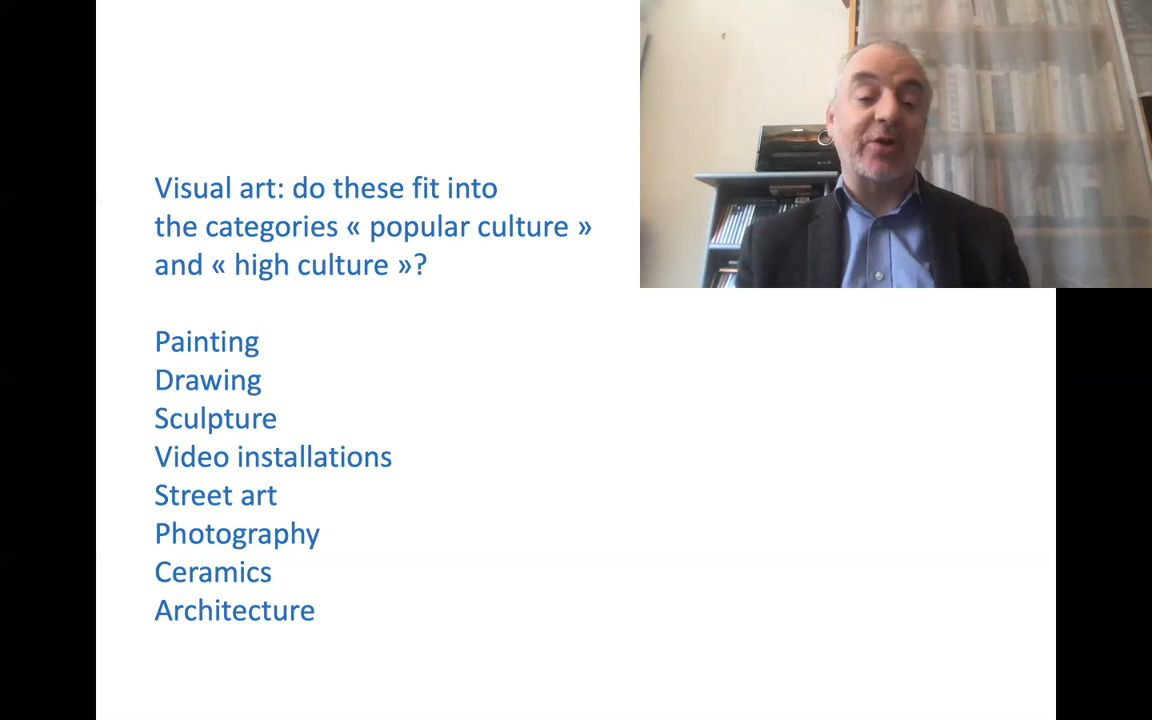 Visual art: do these fit into
the categories « popular culture »
and « high culture »?
Painting
Drawing
Sculpture
Video installations
Street art
Photography
Ceramics
Architecture